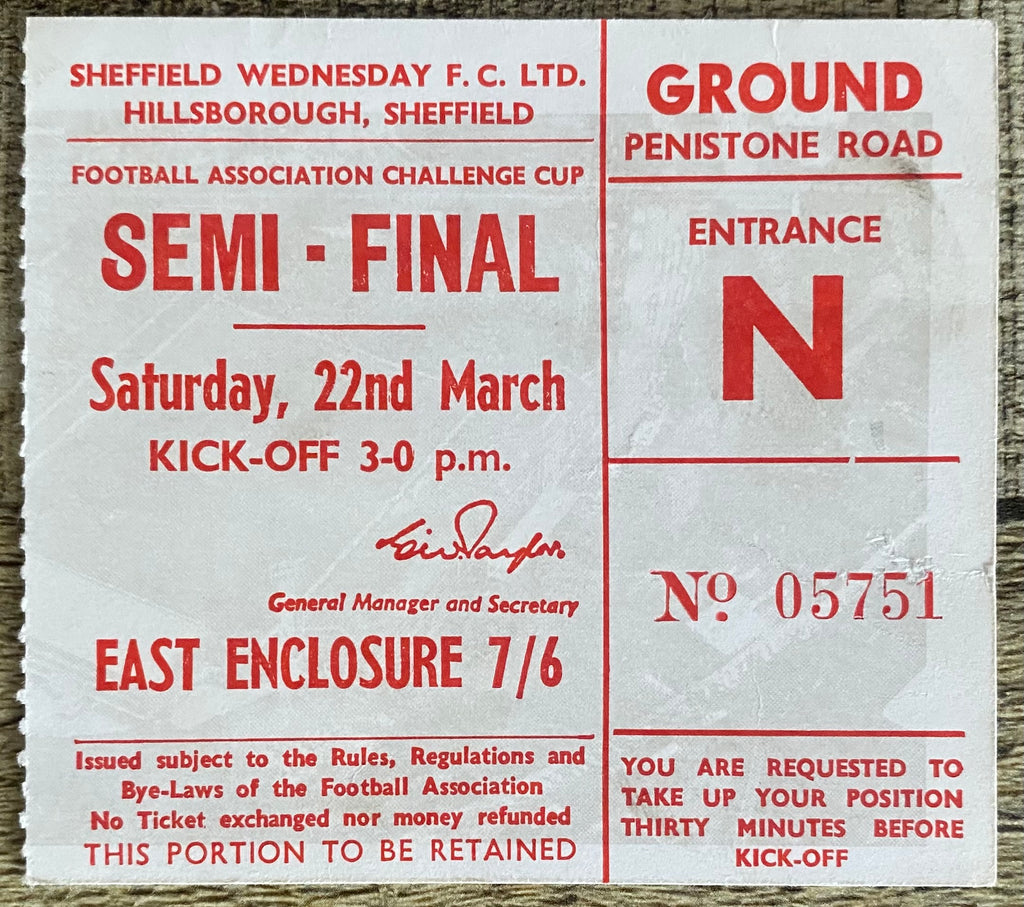 SHEFFIELD WEDNESDAY F. C. LTD.
HILLSBOROUGH, SHEFFIELD
FOOTBALL ASSOCIATION CHALLENGE CUP
SEMI - FINAL
Saturday, 22nd March
KICK-OFF 3-0 p.m.
Eric W. Taylor.
General Manager and Secretary
EAST ENCLOSURE 7/6
Issued subject to the Rules, Regulations and
Bye-Laws of the Football Association
No Ticket exchanged nor money refunded
THIS PORTION TO BE RETAINED
GROUND
PENISTONE ROAD
ENTRANCE
N
Nº 05751
YOU ARE REQUESTED TO
TAKE UP YOUR POSITION
THIRTY MINUTES BEFORE
KICK-OFF